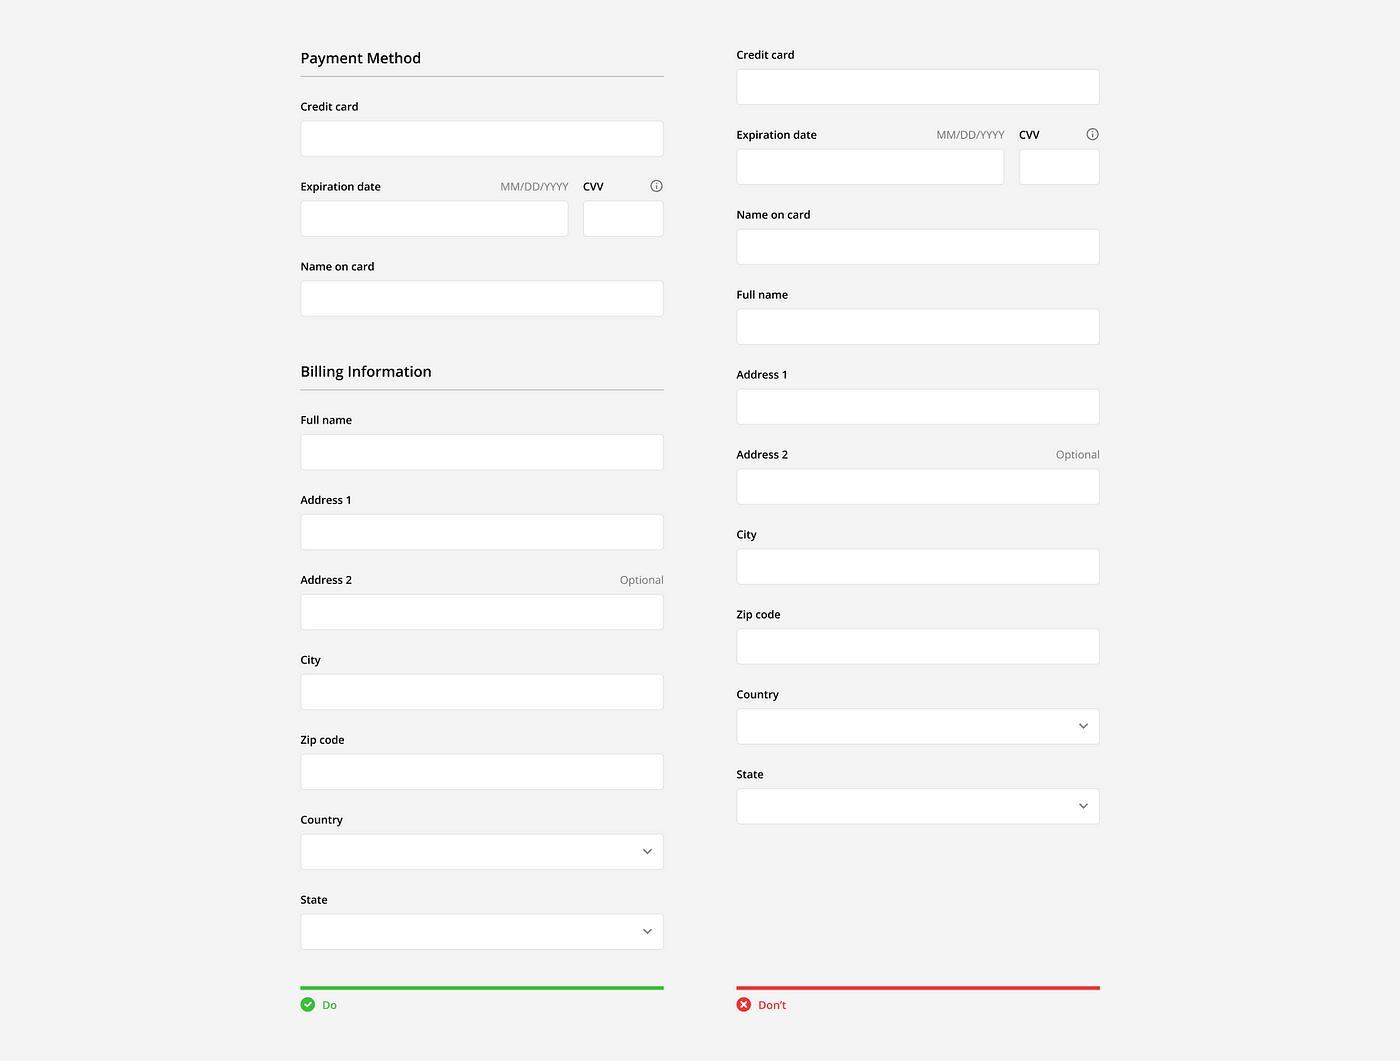 Payment Method
Credit card
Expiration date MM/DD/YYYY CVV
Name on card
Billing Information
Full name
Address 1
Address 2 Optional
City
Zip code
Country
State
Do
Credit card
Expiration date MM/DD/YYYY CVV
Name on card
Full name
Address 1
Address 2 Optional
City
Zip code
Country
State
Don't